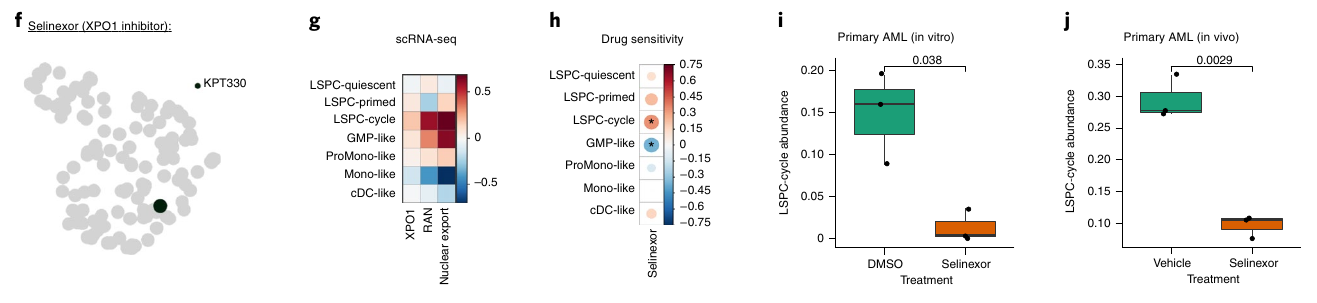 f
Selinexor (XPO1 inhibitor):
KPT330
g
scRNA-seq
LSPC-quiescent
LSPC-primed
LSPC-cycle
GMP-like
ProMono-like
Mono-like
cDC-like
XPO1
RAN
Nuclear export
0.5
0
−0.5
h
Drug sensitivity
LSPC-quiescent
LSPC-primed
LSPC-cycle
GMP-like
ProMono-like
Mono-like
cDC-like
*
*
Selinexor
0.75
0.6
0.45
0.3
0.15
0
−0.15
−0.3
−0.45
−0.6
−0.75
i
Primary AML (in vitro)
0.038
LSPC-cycle abundance
0.20
0.15
0.10
0.05
0
DMSO
Selinexor
Treatment
j
Primary AML (in vivo)
0.0029
LSPC-cycle abundance
0.35
0.30
0.25
0.20
0.15
0.10
Vehicle
Selinexor
Treatment